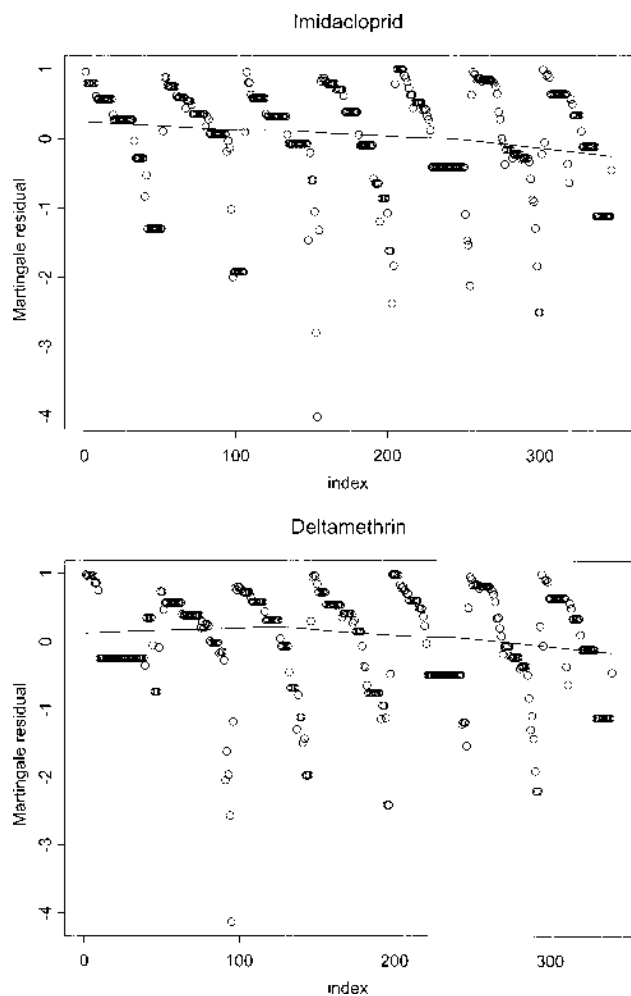 Imidacloprid
1
0
-1
-2
-3
-4
Martingale residual
0 100 200 300
index
Deltamethrin
1
0
-1
-2
-3
-4
Martingale residual
0 100 200 300
index